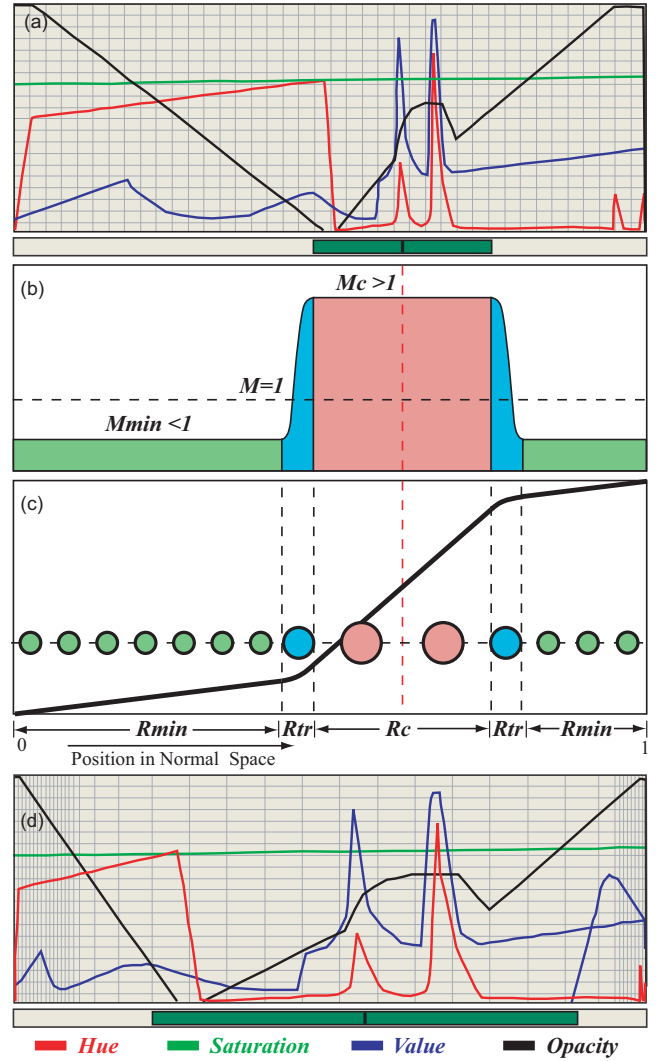 (a)
(b)
Mc >1
M=1
Mmin <1
(c)
Rmin Rtr Rc Rtr Rmin
0 Position in Normal Space 1
(d)
Hue Saturation Value Opacity